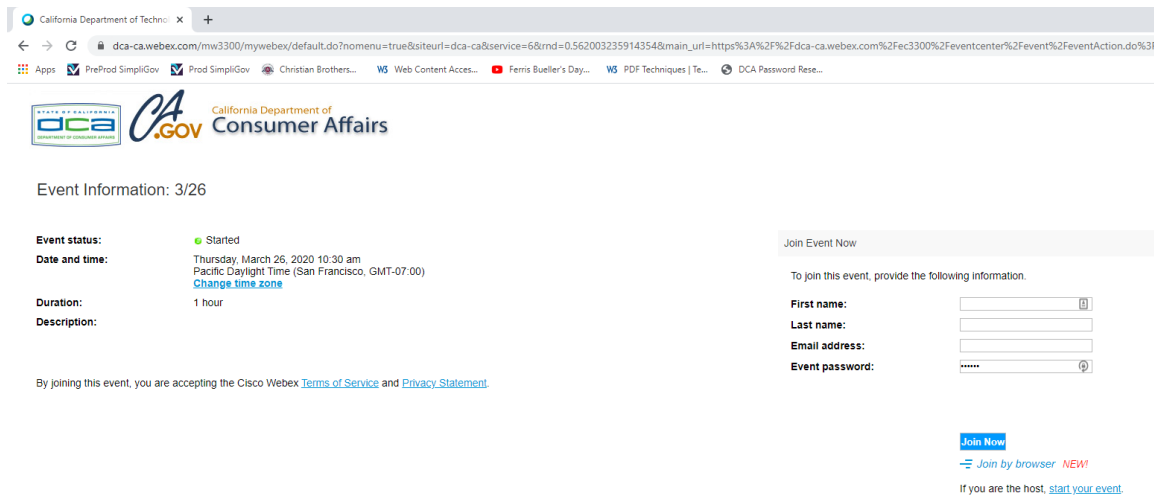 California Department of Technol
dca-ca.webex.com/mw3300/mywebex/default.do?nomenu=true&siteurl=dca-ca&service=6&rnd=0.562003235914354&main_url=https%3A%2F%2Fdca-ca.webex.com%2Fec3300%2Feventcenter%2Fevent%2FeventAction.do%3F
Apps PreProd SimpliGov Prod SimpliGov Christian Brothers... W3 Web Content Acces... Ferris Bueller's Day... W3 PDF Techniques | Te... DCA Password Rese...
STATE OF CALIFORNIA
dca
DEPARTMENT OF CONSUMER AFFAIRS
CA.GOV
California Department of
Consumer Affairs
Event Information: 3/26
Event status: Started
Date and time: Thursday, March 26, 2020 10:30 am
Pacific Daylight Time (San Francisco, GMT-07:00)
Change time zone
Duration: 1 hour
Description:
By joining this event, you are accepting the Cisco Webex Terms of Service and Privacy Statement.
Join Event Now
To join this event, provide the following information.
First name:
Last name:
Email address:
Event password: ······
Join Now
Join by browser NEW!
If you are the host, start your event.